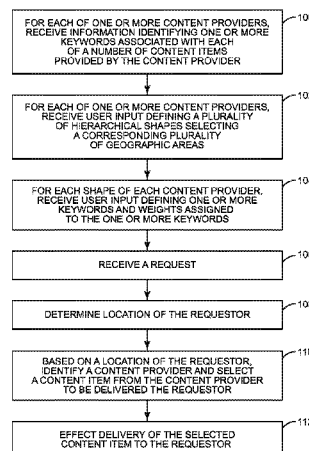 FOR EACH OF ONE OR MORE CONTENT PROVIDERS,
RECEIVE INFORMATION IDENTIFYING ONE OR MORE
KEYWORDS ASSOCIATED WITH EACH
OF A NUMBER OF CONTENT ITEMS
PROVIDED BY THE CONTENT PROVIDER
FOR EACH OF ONE OR MORE CONTENT PROVIDERS,
RECEIVE USER INPUT DEFINING A PLURALITY
OF HIERARCHICAL SHAPES SELECTING
A CORRESPONDING PLURALITY
OF GEOGRAPHIC AREAS
FOR EACH SHAPE OF EACH CONTENT PROVIDER,
RECEIVE USER INPUT DEFINING ONE OR MORE
KEYWORDS AND WEIGHTS ASSIGNED
TO THE ONE OR MORE KEYWORDS
RECEIVE A REQUEST
DETERMINE LOCATION OF THE REQUESTOR
BASED ON A LOCATION OF THE REQUESTOR,
IDENTIFY A CONTENT PROVIDER AND SELECT
A CONTENT ITEM FROM THE CONTENT PROVIDER
TO BE DELIVERED THE REQUESTOR
EFFECT DELIVERY OF THE SELECTED
CONTENT ITEM TO THE REQUESTOR